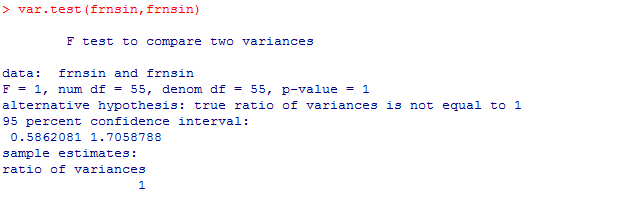 > var.test(frnsin,frnsin)
F test to compare two variances
data:  frnsin and frnsin
F = 1, num df = 55, denom df = 55, p-value = 1
alternative hypothesis: true ratio of variances is not equal to 1
95 percent confidence interval:
0.5862081 1.7058788
sample estimates:
ratio of variances
1